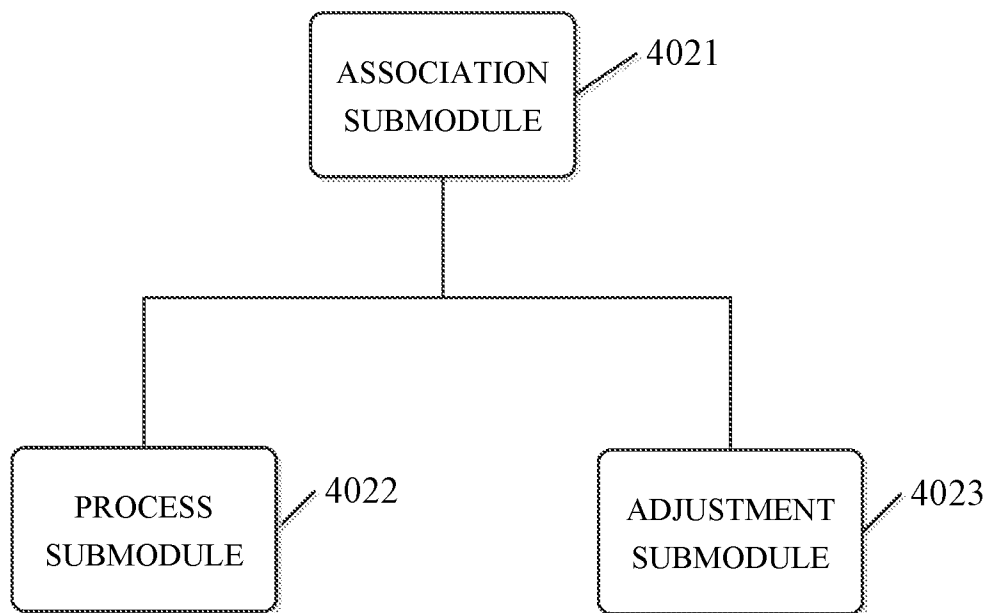 ASSOCIATION
SUBMODULE
4021
PROCESS
SUBMODULE
4022
ADJUSTMENT
SUBMODULE
4023